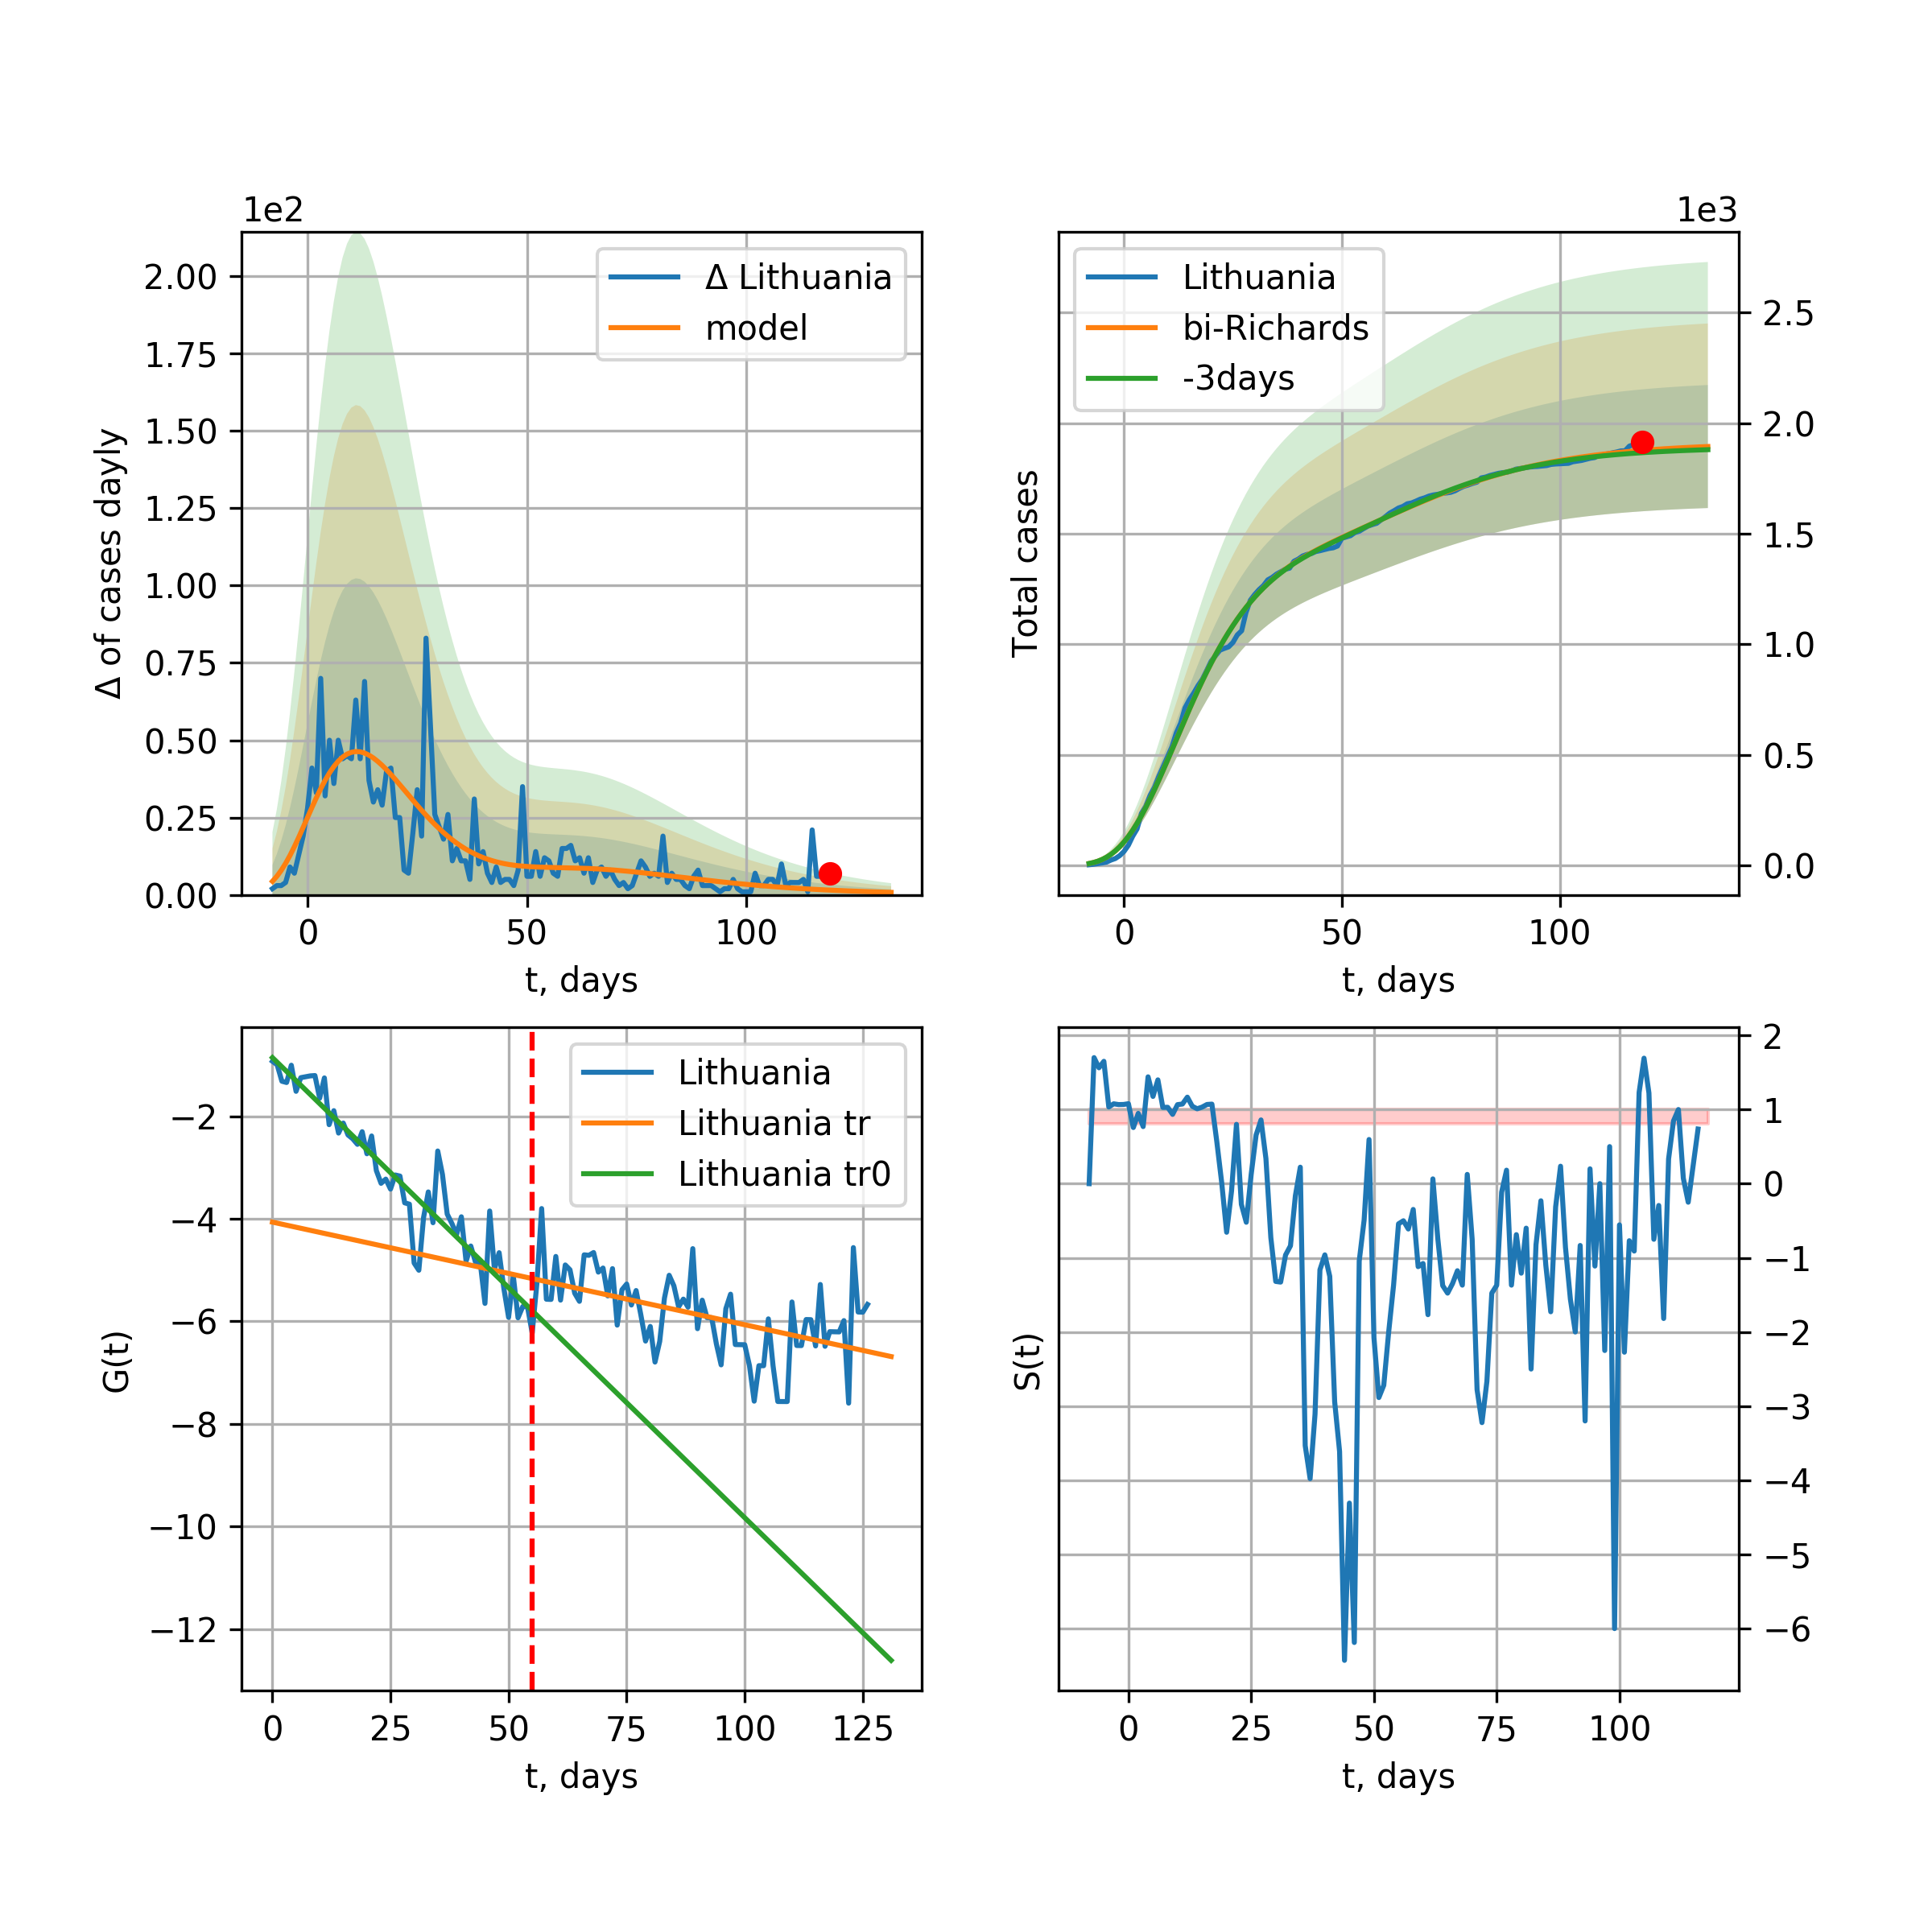 1e2
2.00
1.75
1.50
1.25
1.00
0.75
0.50
0.25
0.00
Δ of cases dayly
Δ Lithuania
model
0
50
100
t, days
1e3
Lithuania
bi-Richards
-3days
Total cases
2.5
2.0
1.5
1.0
0.5
0.0
0
50
100
t, days
G(t)
−2
−4
−6
−8
−10
−12
Lithuania
Lithuania tr
Lithuania tr0
0
25
50
75
100
125
t, days
S(t)
2
1
0
−1
−2
−3
−4
−5
−6
0
25
50
75
100
t, days